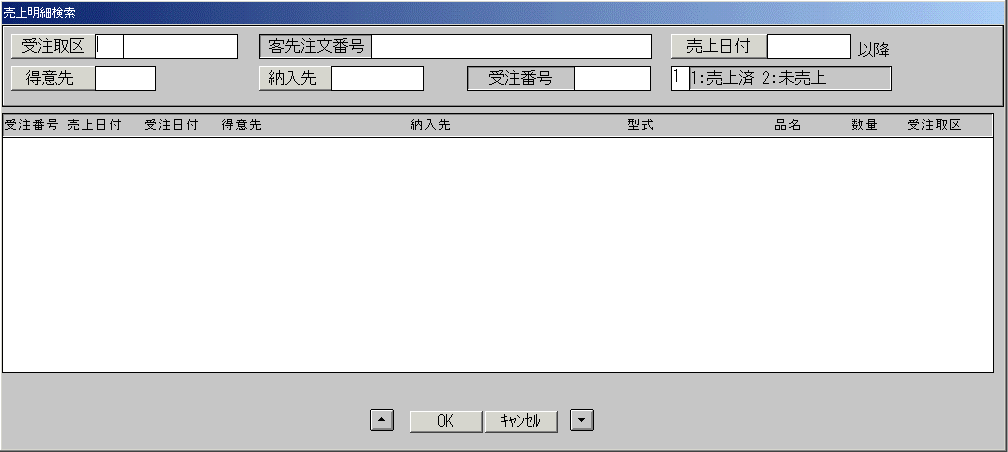 売上明細検索
受注取区 客先注文番号 売上日付 以降
得意先 納入先 受注番号 1 1:売上済 2:未売上
受注番号 売上日付 受注日付 得意先 納入先 型式 品名 数量 受注取区
OK ｷｬﾝｾﾙ